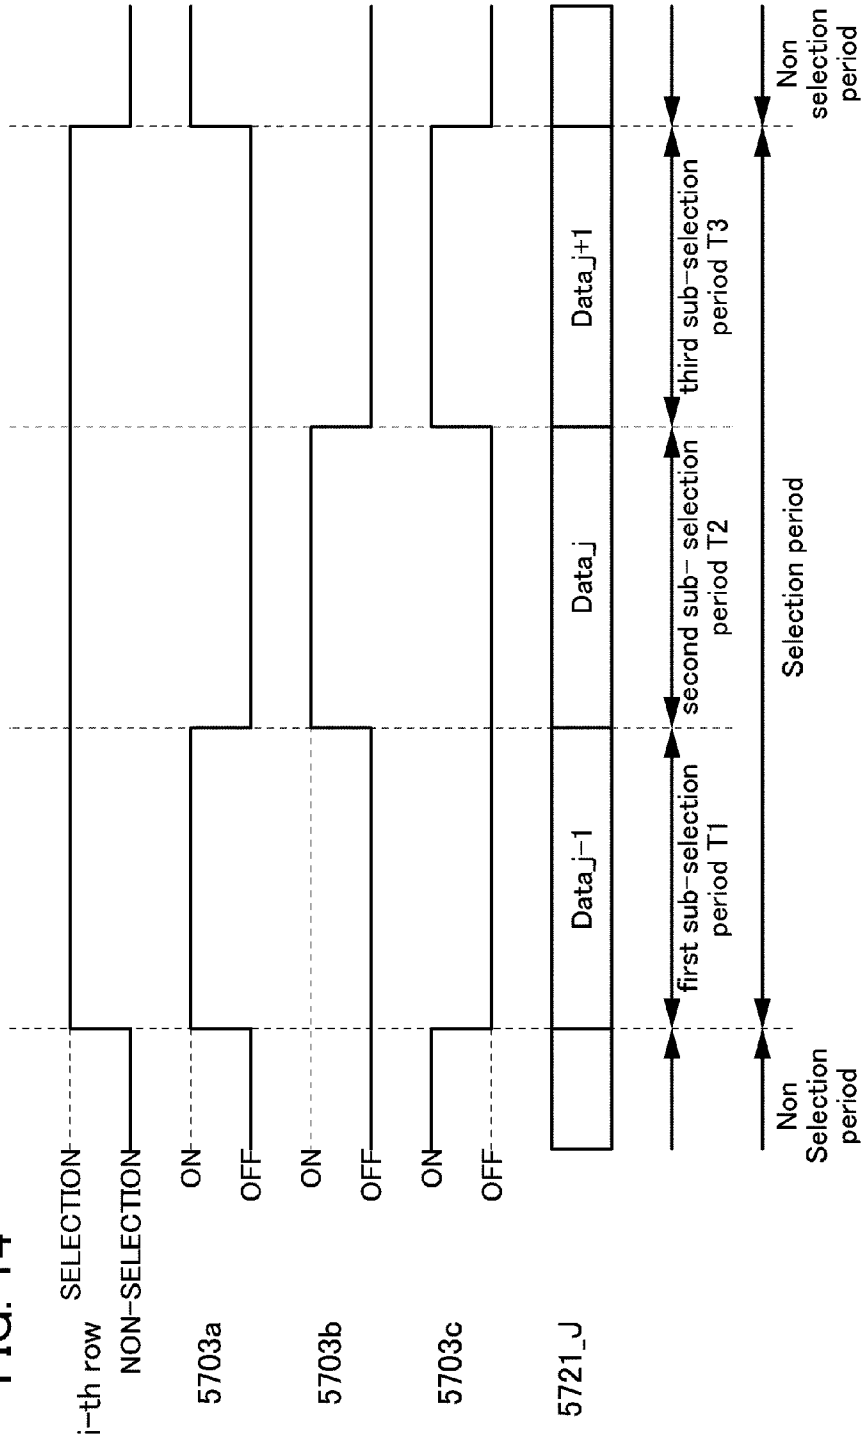 i-th row
SELECTION
NON-SELECTION
5703a
ON
OFF
5703b
ON
OFF
5703c
ON
OFF
5721_J
Data_j-1
Data_j
Data_j+1
first sub-selection
period T1
second sub- selection
period T2
third sub-selection
period T3
Non
Selection
period
Selection period
Non
selection
period